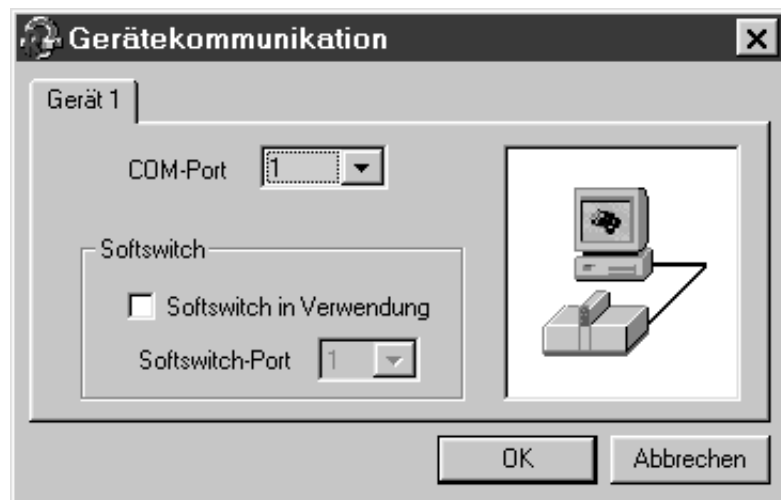 Gerätekommunikation
Gerät 1
COM-Port 1
Softswitch
Softswitch in Verwendung
Softswitch-Port 1
OK Abbrechen